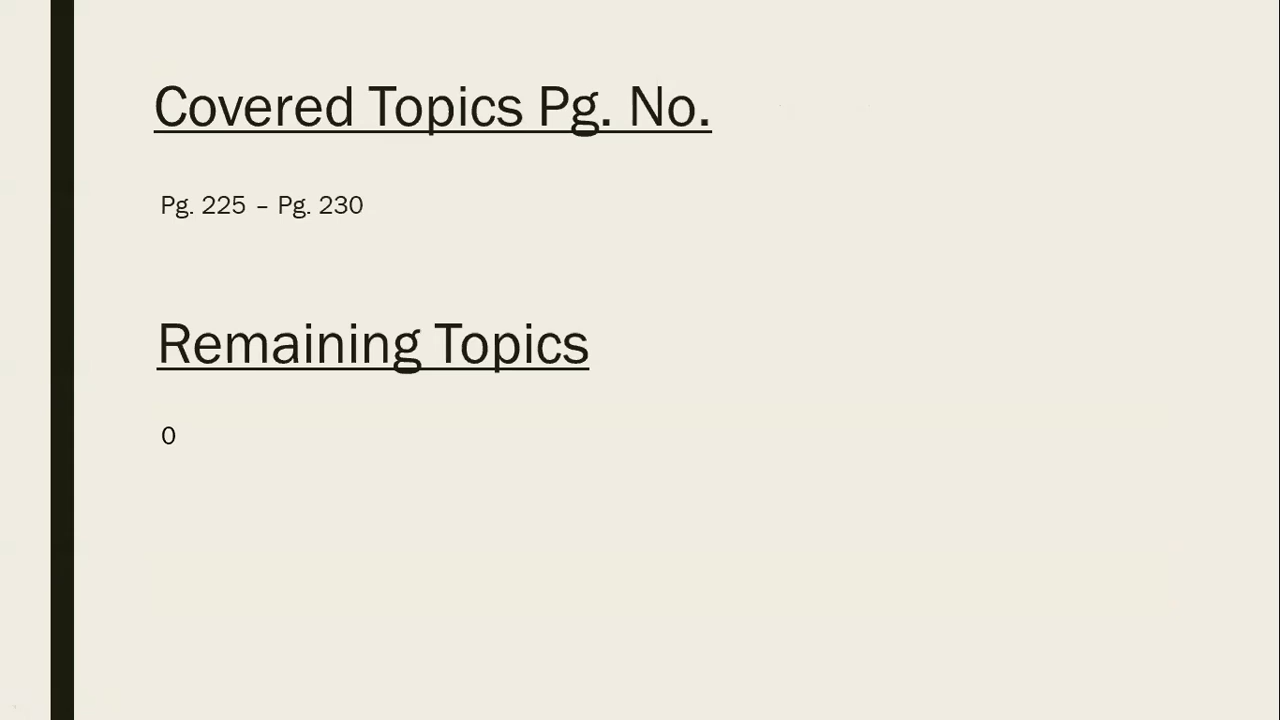 Covered Topics Pg. No.
Pg. 225 – Pg. 230
Remaining Topics
0